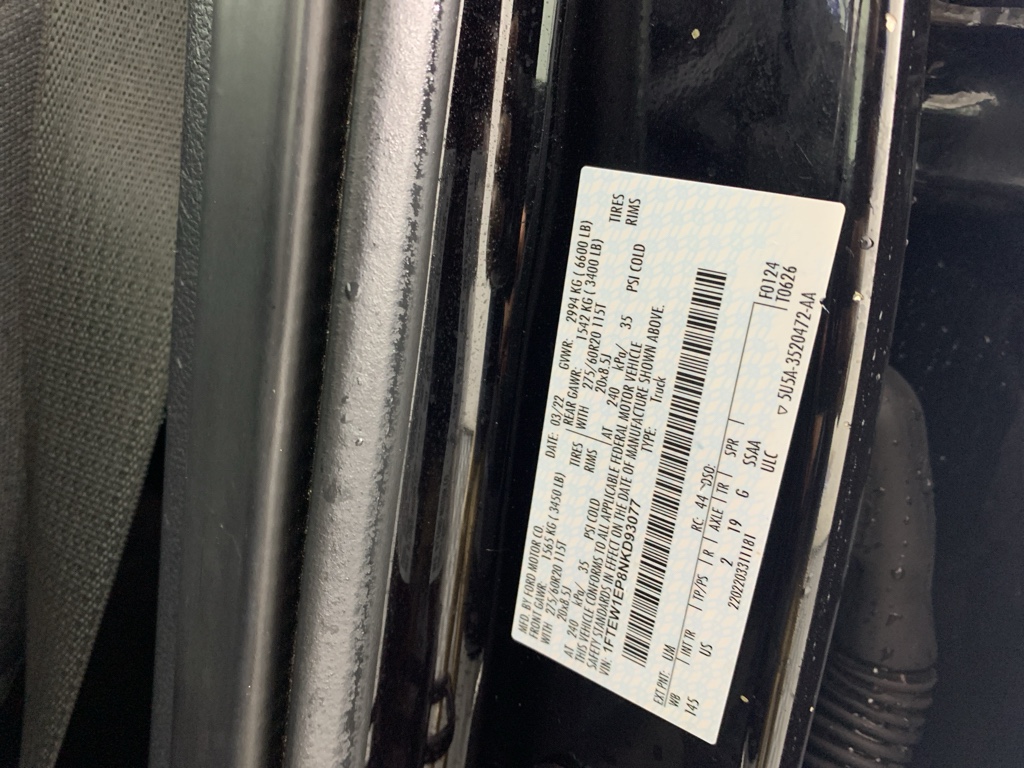 MFD. BY FORD MOTOR CO.
DATE: 03/22 GVWR: 2994 KG ( 6600 LB)
FRONT GAWR: 1565 KG ( 3450 LB) REAR GAWR: 1542 KG ( 3400 LB)
WITH 275/60R20 115T TIRES WITH 275/60R20 115T TIRES
20x8.5J RIMS 20x8.5J RIMS
AT 240 kPa/ 35 PSI COLD AT 240 kPa/ 35 PSI COLD
THIS VEHICLE CONFORMS TO ALL APPLICABLE FEDERAL MOTOR VEHICLE
SAFETY STANDARDS IN EFFECT ON THE DATE OF MANUFACTURE SHOWN ABOVE.
VIN: 1FTEW1EP8NKD93077 TYPE: Truck
EXT PNT: UM RC: 44 DSO: F0124
WB INT TR TP/PS R AXLE TR SPR T0626
145 US 2 19 G SS4A
2202203311181 ULC 5U5A-3520472-AA